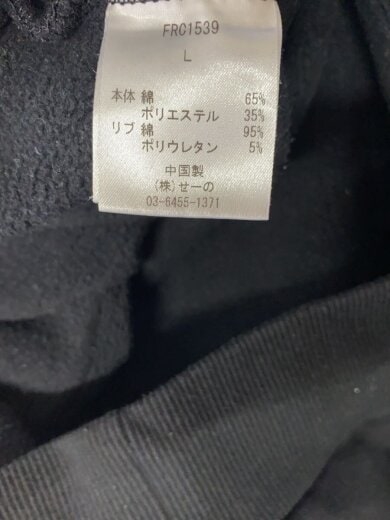 FRC1539
L
本体 綿 65%
ポリエステル 35%
リブ 綿 95%
ポリウレタン 5%
中国製
(株)せーの
03-6455-1371